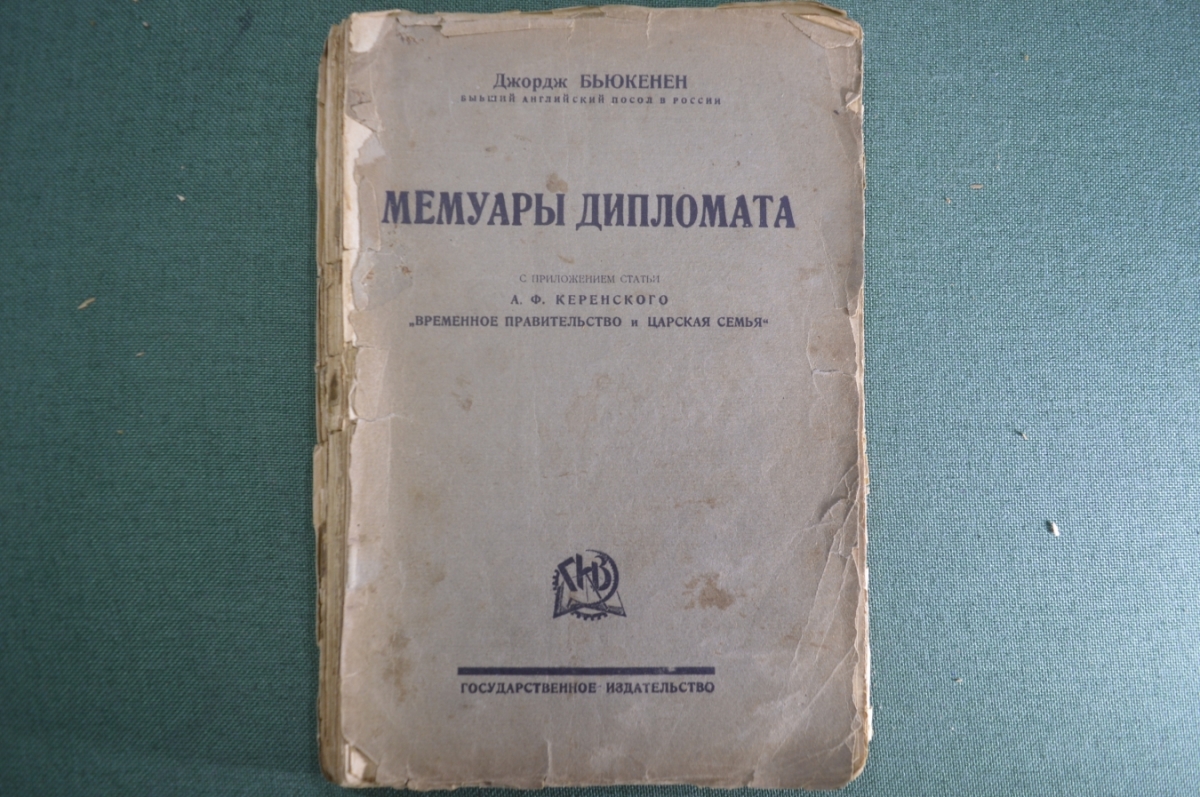 Джордж БЬЮКЕНЕН
БЫВШИЙ АНГЛИЙСКИЙ ПОСОЛ В РОССИИ
МЕМУАРЫ ДИПЛОМАТА
С ПРИЛОЖЕНИЕМ СТАТЬИ
А. Ф. КЕРЕНСКОГО
„ВРЕМЕННОЕ ПРАВИТЕЛЬСТВО и ЦАРСКАЯ СЕМЬЯ“
ГИЗ
ГОСУДАРСТВЕННОЕ ИЗДАТЕЛЬСТВО